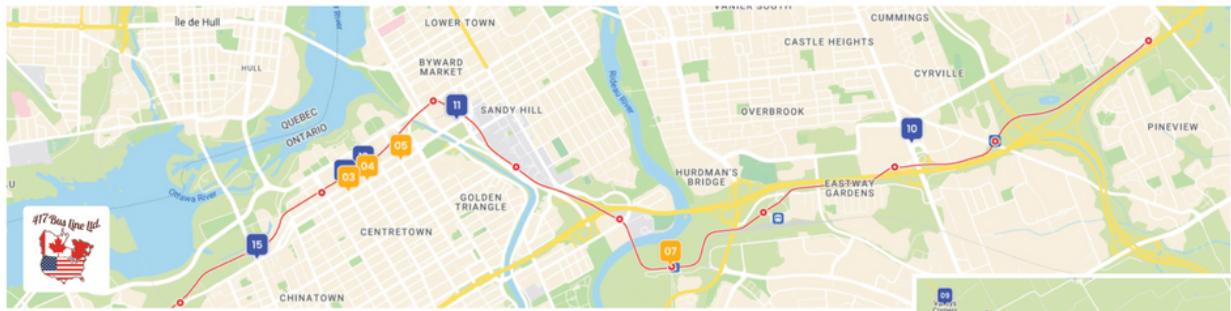 VANIER SOUTH
CUMMINGS
Île de Hull
LOWER TOWN
CASTLE HEIGHTS
HULL
BYWARD
MARKET
CYRVILLE
11
SANDY HILL
Rideau River
OVERBROOK
QUEBEC
ONTARIO
10
PINEVIEW
05
04
03
HURDMAN'S
BRIDGE
EASTWAY
GARDENS
Ottawa River
GOLDEN
TRIANGLE
417 Bus Line Ltd.
CENTRETOWN
15
07
CHINATOWN
09